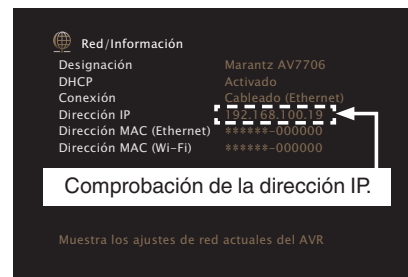 Red/Información
Designación Marantz AV7706
DHCP Activado
Conexión Cableado (Ethernet)
Dirección IP 192.168.100.19
Dirección MAC (Ethernet) ******-000000
Dirección MAC (Wi-Fi) ******-000000
Comprobación de la dirección IP.
Muestra los ajustes de red actuales del AVR